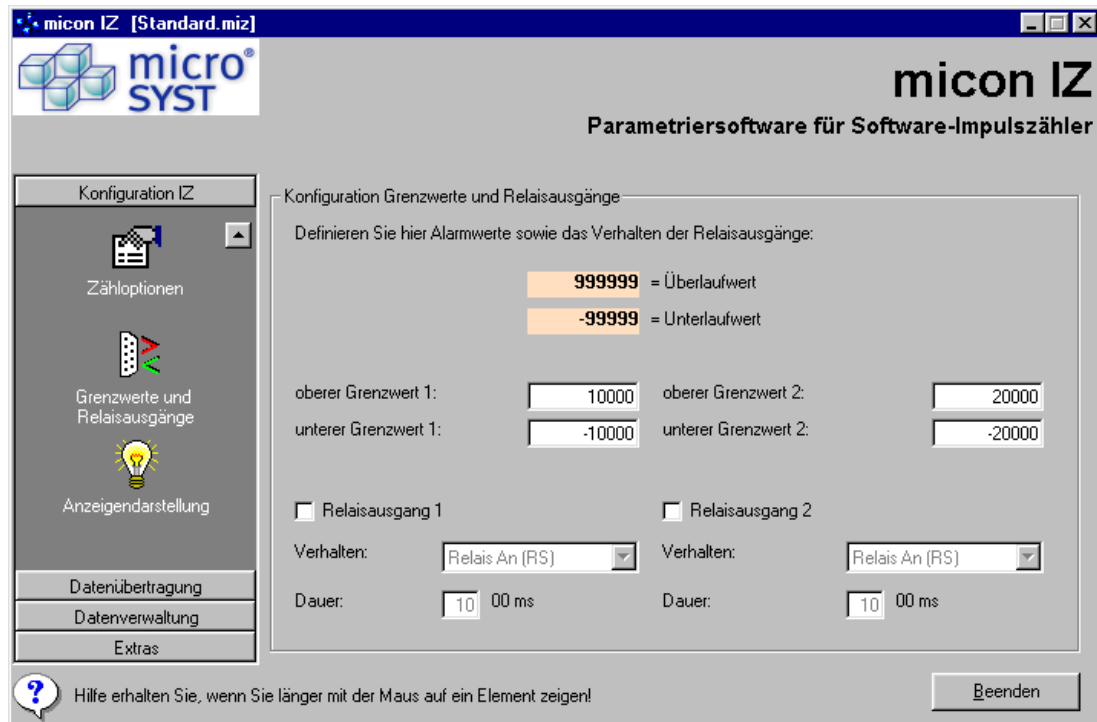 micon IZ [Standard.miz]
micro®
SYST
micon IZ
Parametriersoftware für Software-Impulszähler
Konfiguration IZ
Zähloptionen
Grenzwerte und
Relaisausgänge
Anzeigendarstellung
Datenübertragung
Datenverwaltung
Extras
Konfiguration Grenzwerte und Relaisausgänge
Definieren Sie hier Alarmwerte sowie das Verhalten der Relaisausgänge:
999999 = Überlaufwert
-99999 = Unterlaufwert
oberer Grenzwert 1: 10000 oberer Grenzwert 2: 20000
unterer Grenzwert 1: -10000 unterer Grenzwert 2: -20000
Relaisausgang 1 Relaisausgang 2
Verhalten: Relais An (RS) Verhalten: Relais An (RS)
Dauer: 10 00 ms Dauer: 10 00 ms
? Hilfe erhalten Sie, wenn Sie länger mit der Maus auf ein Element zeigen!
Beenden